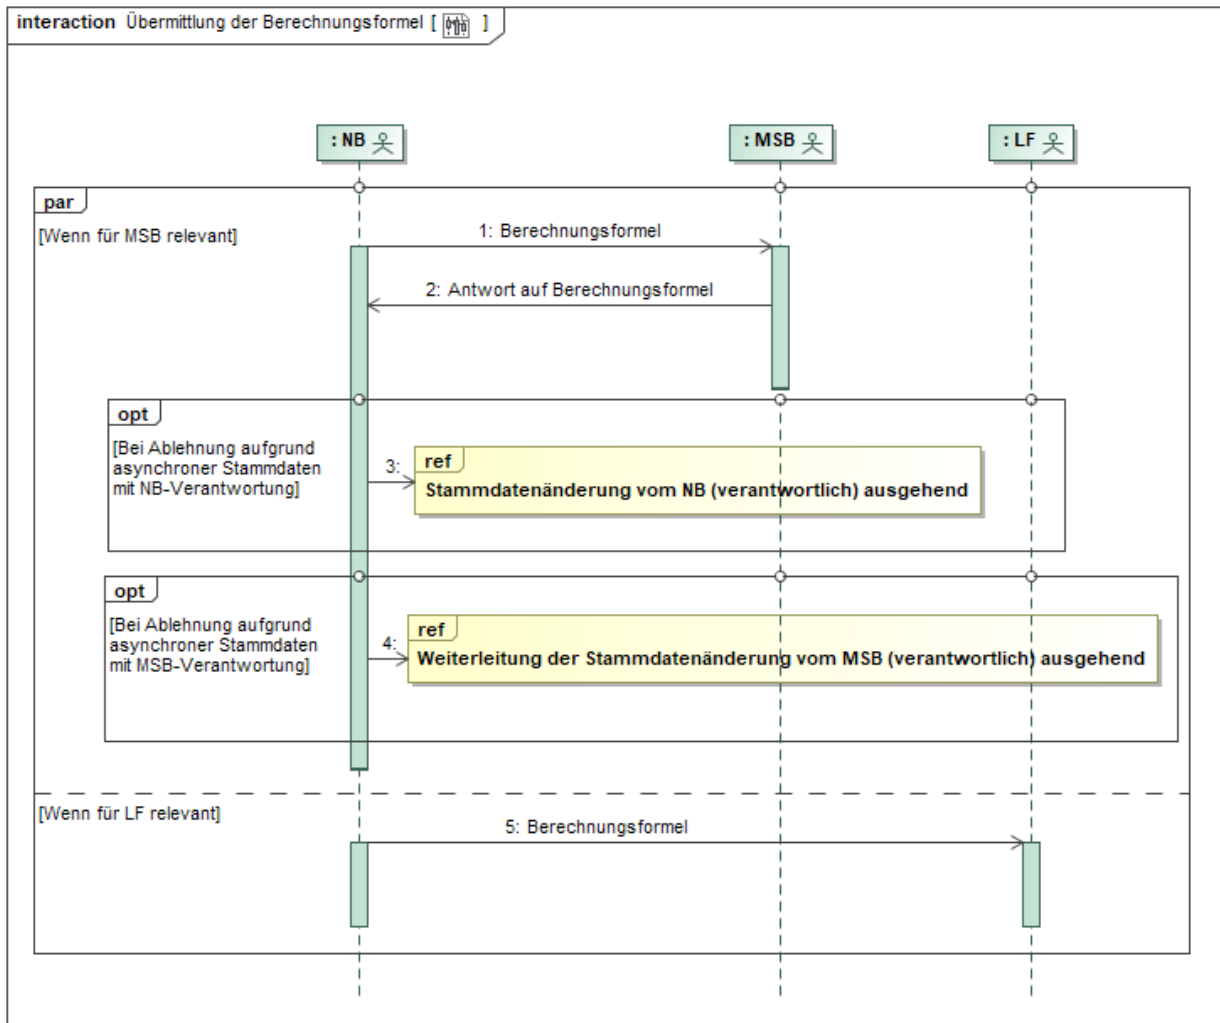 interaction Übermittlung der Berechnungsformel [ ]
: NB
: MSB
: LF
par
[Wenn für MSB relevant]
1: Berechnungsformel
2: Antwort auf Berechnungsformel
opt
[Bei Ablehnung aufgrund
asynchroner Stammdaten
mit NB-Verantwortung]
3:
ref
Stammdatenänderung vom NB (verantwortlich) ausgehend
opt
[Bei Ablehnung aufgrund
asynchroner Stammdaten
mit MSB-Verantwortung]
4:
ref
Weiterleitung der Stammdatenänderung vom MSB (verantwortlich) ausgehend
[Wenn für LF relevant]
5: Berechnungsformel